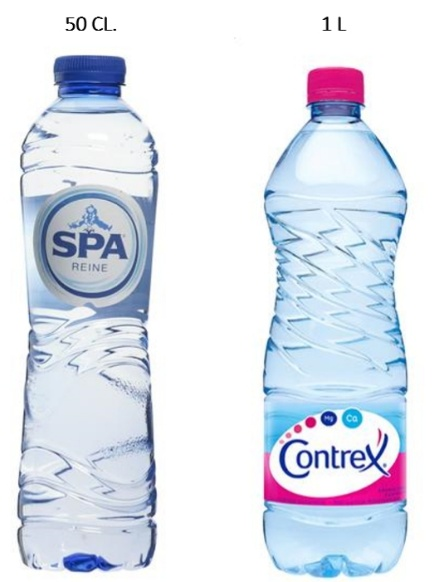 50 CL.
1 L
SPA
REINE
Mg
Ca
Contrex